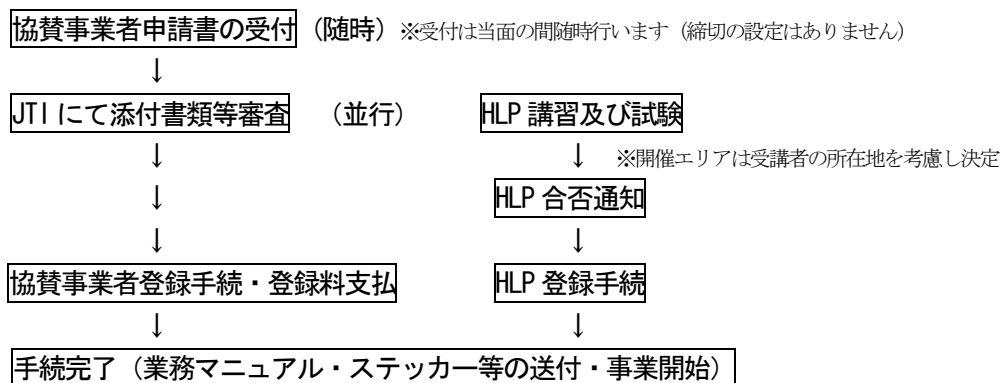 協賛事業者申請書の受付（随時）※受付は当面の間随時行います（締切の設定はありません）
↓
JTIにて添付書類等審査　（並行）　HLP講習及び試験
↓　↓　※開催エリアは受講者の所在地を考慮し決定
↓　HLP合否通知
↓　↓
協賛事業者登録手続・登録料支払　HLP登録手続
↓　↓
手続完了（業務マニュアル・ステッカー等の送付・事業開始）